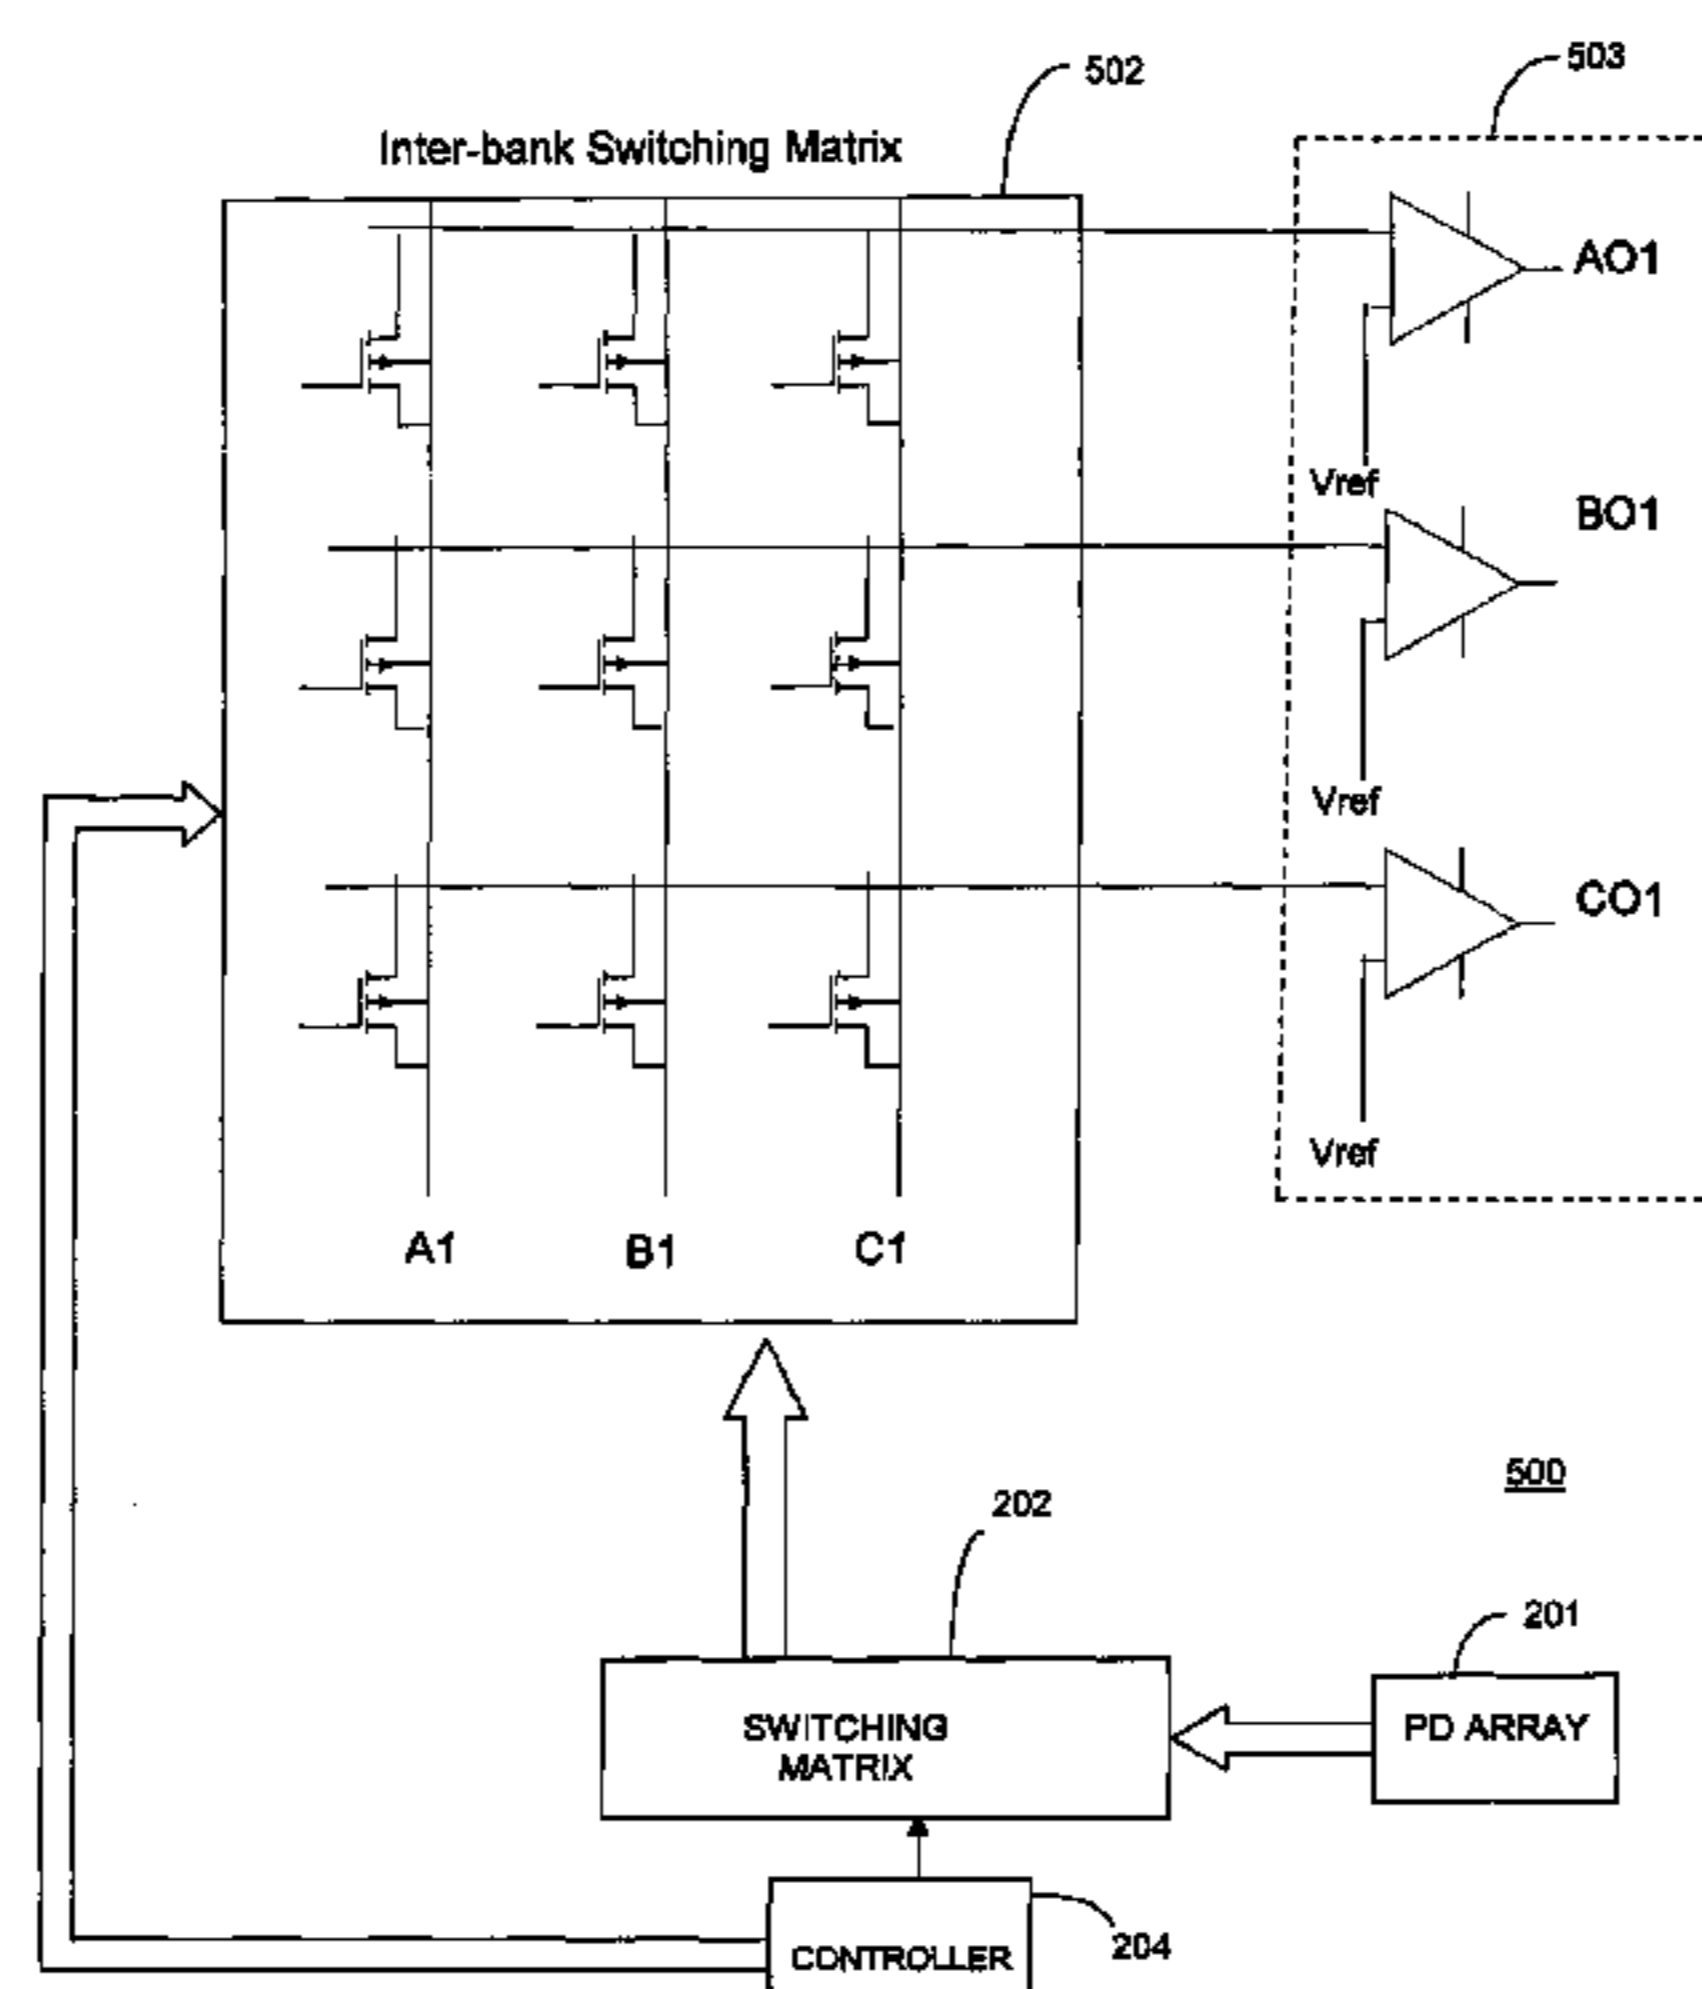 503
502
Inter-bank Switching Matrix
AO1
Vref
BO1
Vref
CO1
Vref
A1 B1 C1
500
202
201
SWITCHING
MATRIX
PD ARRAY
204
CONTROLLER